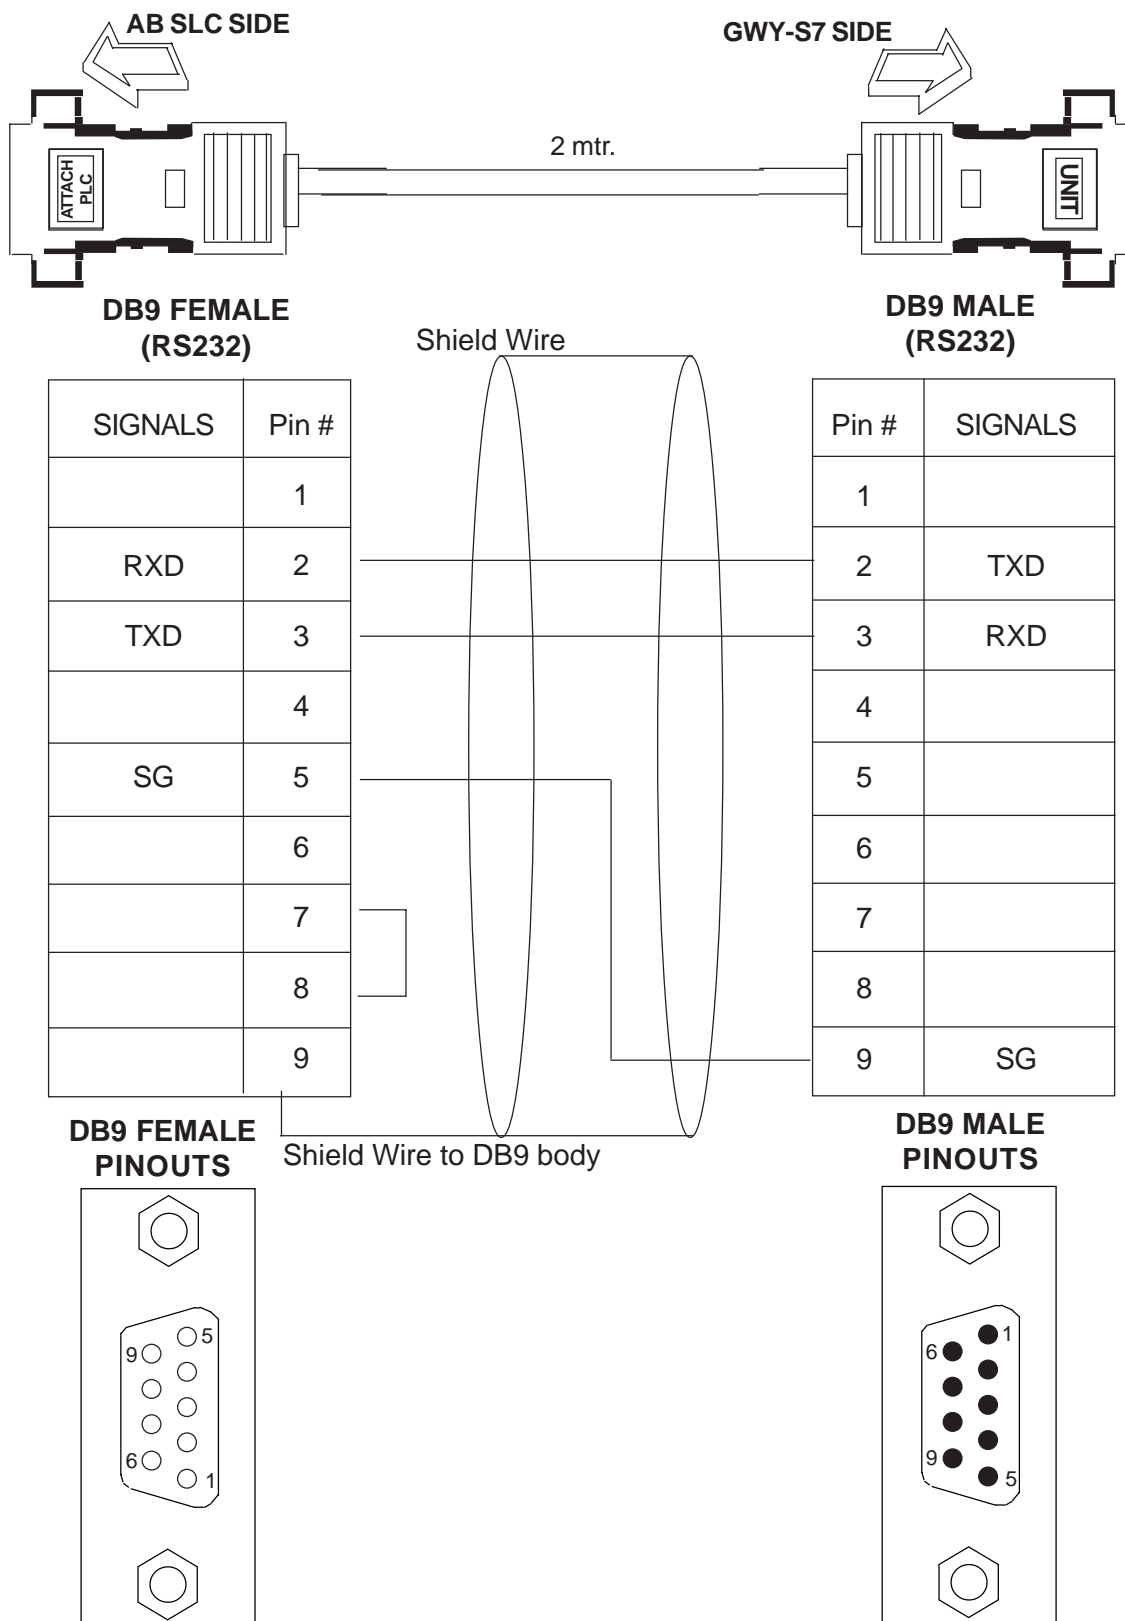 AB SLC SIDE
GWY-S7 SIDE
2 mtr.
ATTACH
PLC
UNIT
DB9 FEMALE
(RS232)
DB9 MALE
(RS232)
Shield Wire
SIGNALS Pin #
1
RXD 2
TXD 3
4
SG 5
6
7
8
9
Pin # SIGNALS
1
2 TXD
3 RXD
4
5
6
7
8
9 SG
Shield Wire to DB9 body
DB9 FEMALE
PINOUTS
DB9 MALE
PINOUTS
5
9
6
1
1
6
9
5